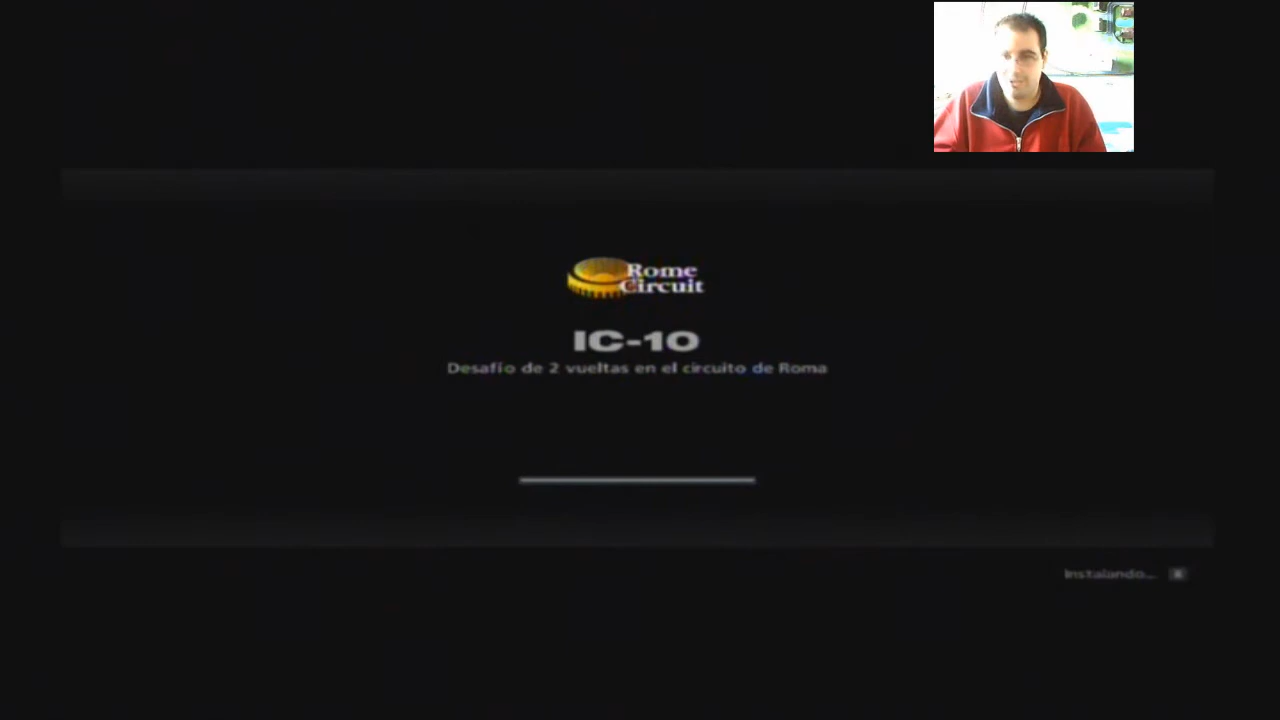 Rome
Circuit
IC-10
Desafío de 2 vueltas en el circuito de Roma
Instalando...